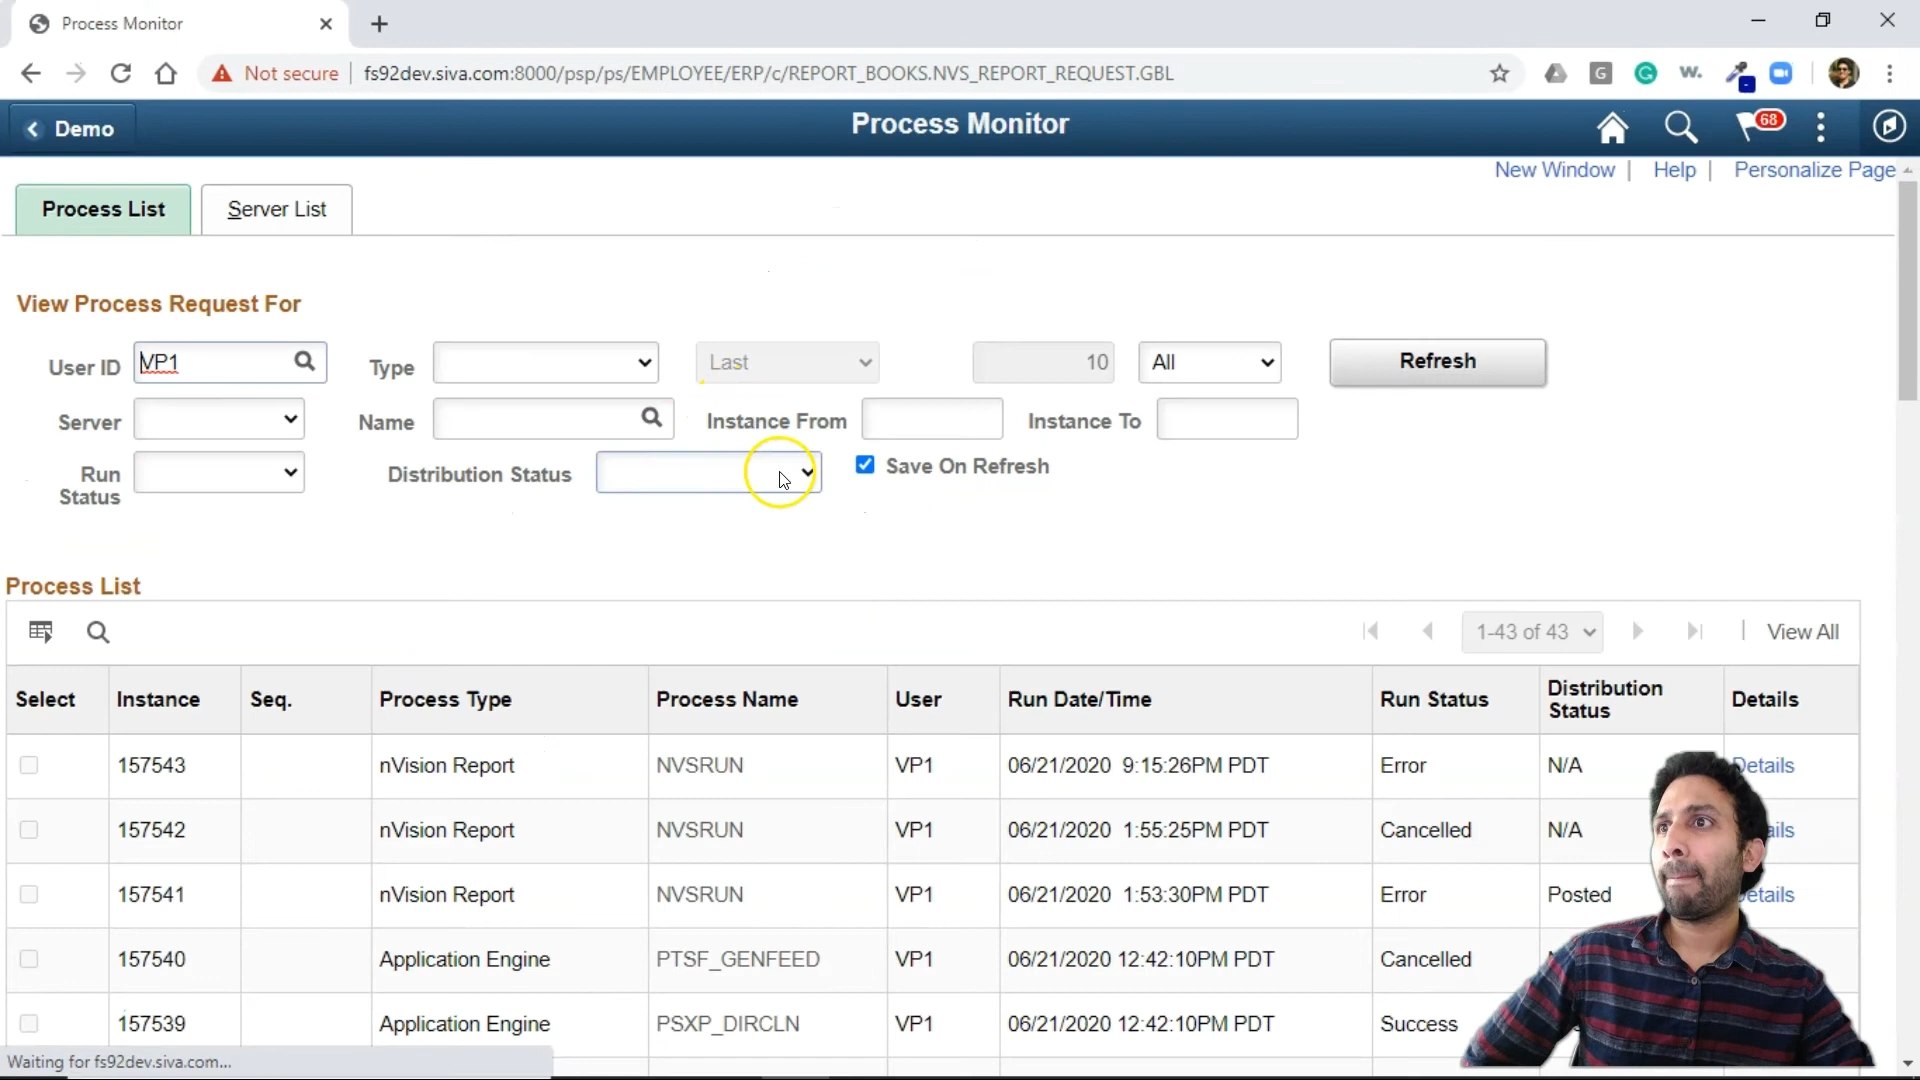 Process Monitor
Not secure | fs92dev.siva.com:8000/psp/ps/EMPLOYEE/ERP/c/REPORT_BOOKS.NVS_REPORT_REQUEST.GBL
G
W.
Demo
Process Monitor
68
New Window | Help | Personalize Page
Process List
Server List
View Process Request For
User ID VP1 Type Last 10 All Refresh
Server Name Instance From Instance To
Run Status Distribution Status Save On Refresh
Process List
1-43 of 43 | View All
Select Instance Seq. Process Type Process Name User Run Date/Time Run Status Distribution Status Details
157543 nVision Report NVSRUN VP1 06/21/2020 9:15:26PM PDT Error N/A Details
157542 nVision Report NVSRUN VP1 06/21/2020 1:55:25PM PDT Cancelled N/A
157541 nVision Report NVSRUN VP1 06/21/2020 1:53:30PM PDT Error Posted Details
157540 Application Engine PTSF_GENFEED VP1 06/21/2020 12:42:10PM PDT Cancelled
157539 Application Engine PSXP_DIRCLN VP1 06/21/2020 12:42:10PM PDT Success
Waiting for fs92dev.siva.com...